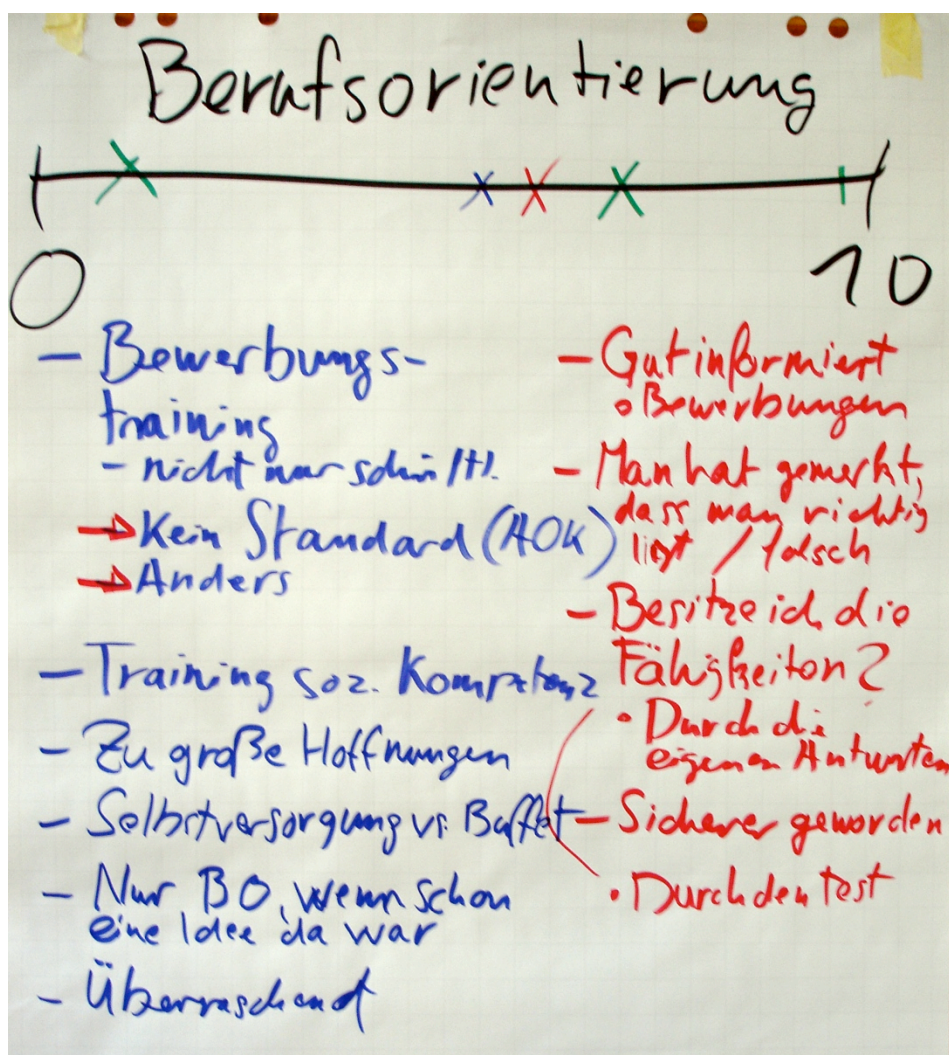 Berufsorientierung
0 10
– Bewerbungs-
training
– nicht nur schriftl.
Kein Standard (AOK)
Anders
– Training soz. Kompetenz
– Zu große Hoffnungen
– Selbstversorgung vs. Buffet
– Nur BO, wenn schon
eine Idee da war
– Überraschend
– Gut informiert
• Bewerbungen
– Man hat gemerkt,
dass man richtig
liegt / falsch
– Besitze ich die
Fähigkeiten?
• Durch die
eigenen Antworten
– Sicherer geworden
• Durch den Test